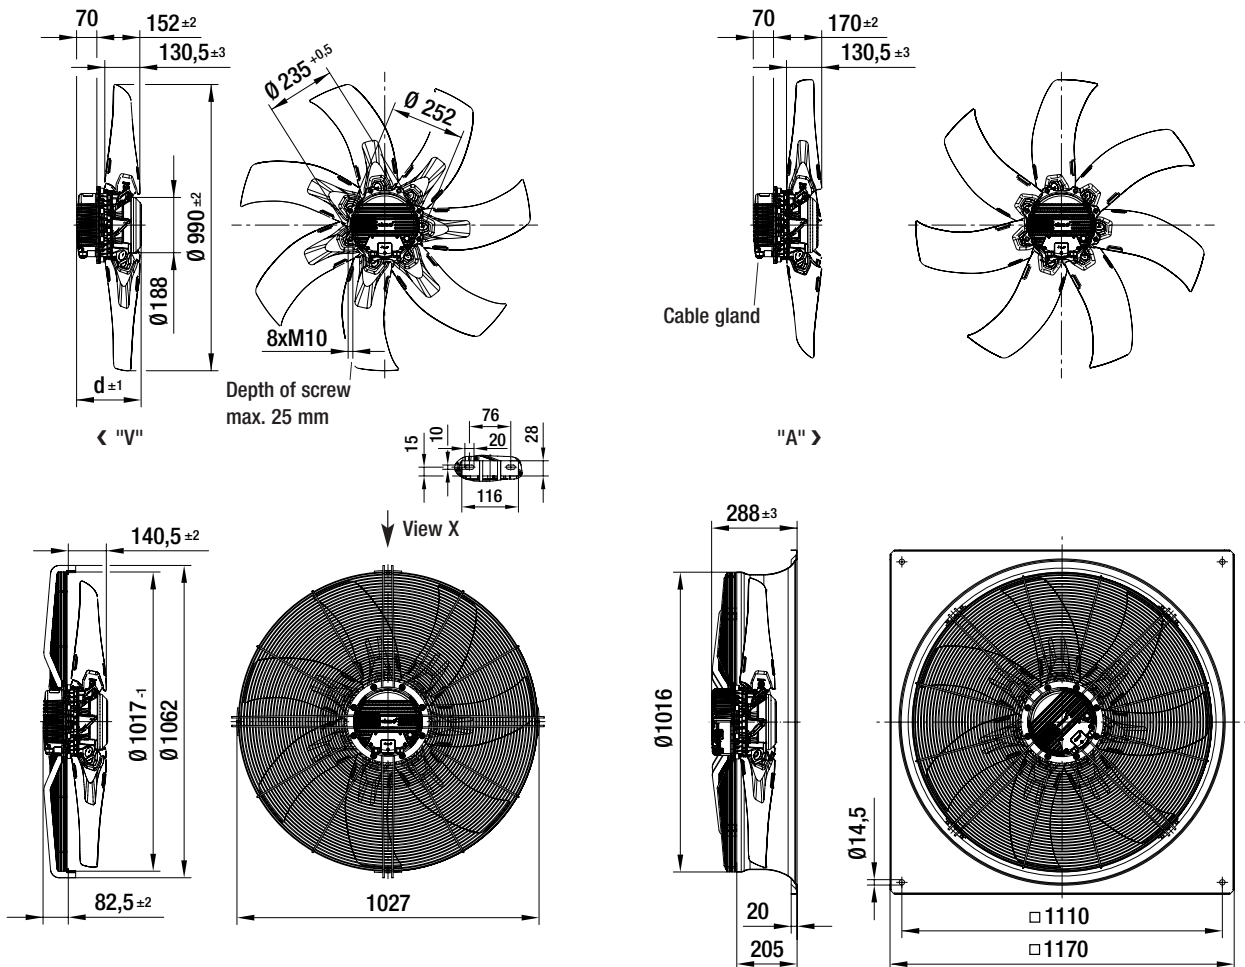 70
152 ±2
130,5 ±3
Ø 235 +0,5
Ø 252
Ø 990 ±2
Ø 188
8xM10
d ±1
Depth of screw
max. 25 mm
‹ "V"
70
170 ±2
130,5 ±3
Cable gland
"A" ›
76
10
20
15
28
116
View X
140,5 ±2
Ø 1017 -1
Ø 1062
82,5 ±2
1027
288 ±3
Ø1016
20
205
Ø14,5
□ 1110
□ 1170